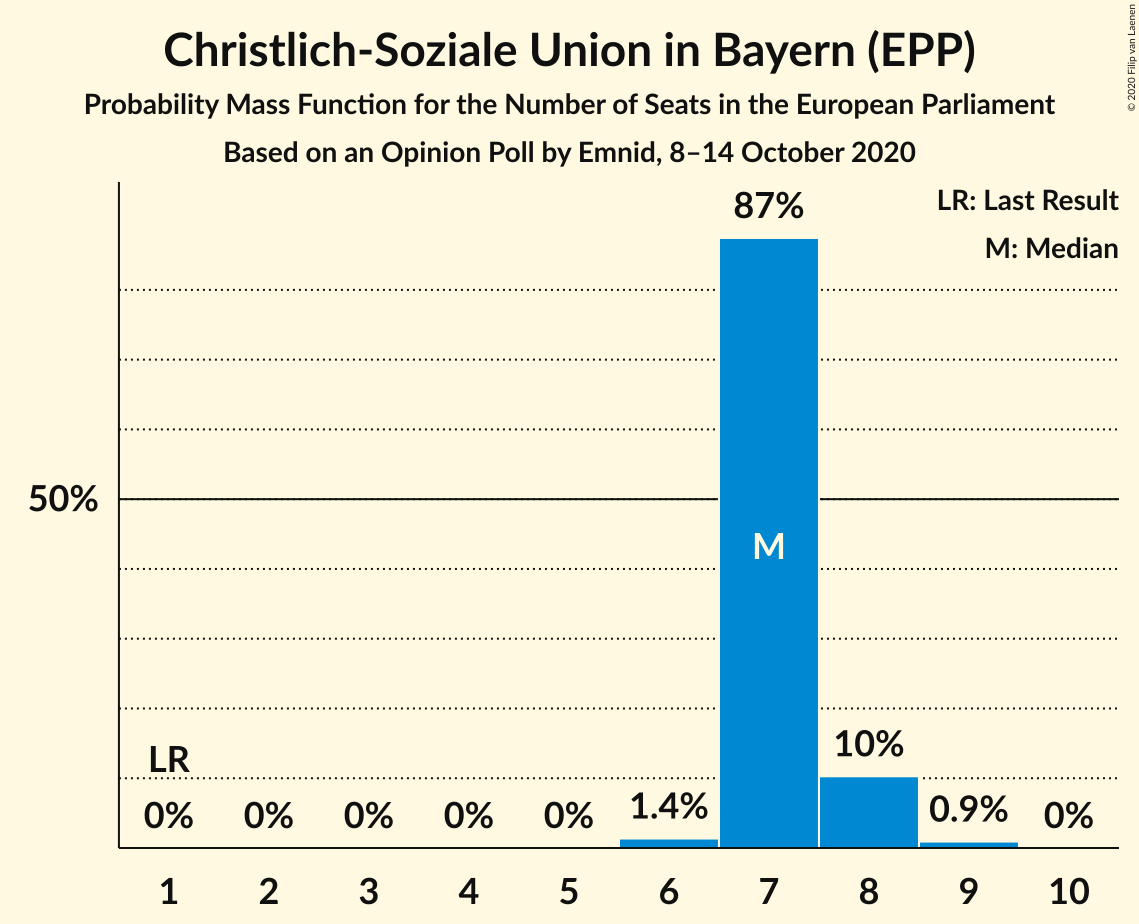 Christlich-Soziale Union in Bayern (EPP)
Probability Mass Function for the Number of Seats in the European Parliament
Based on an Opinion Poll by Emnid, 8–14 October 2020
© 2020 Filip van Laenen
LR: Last Result
M: Median
87%
50%
M
LR
10%
0% 0% 0% 0% 0% 1.4% 0.9% 0%
1 2 3 4 5 6 7 8 9 10